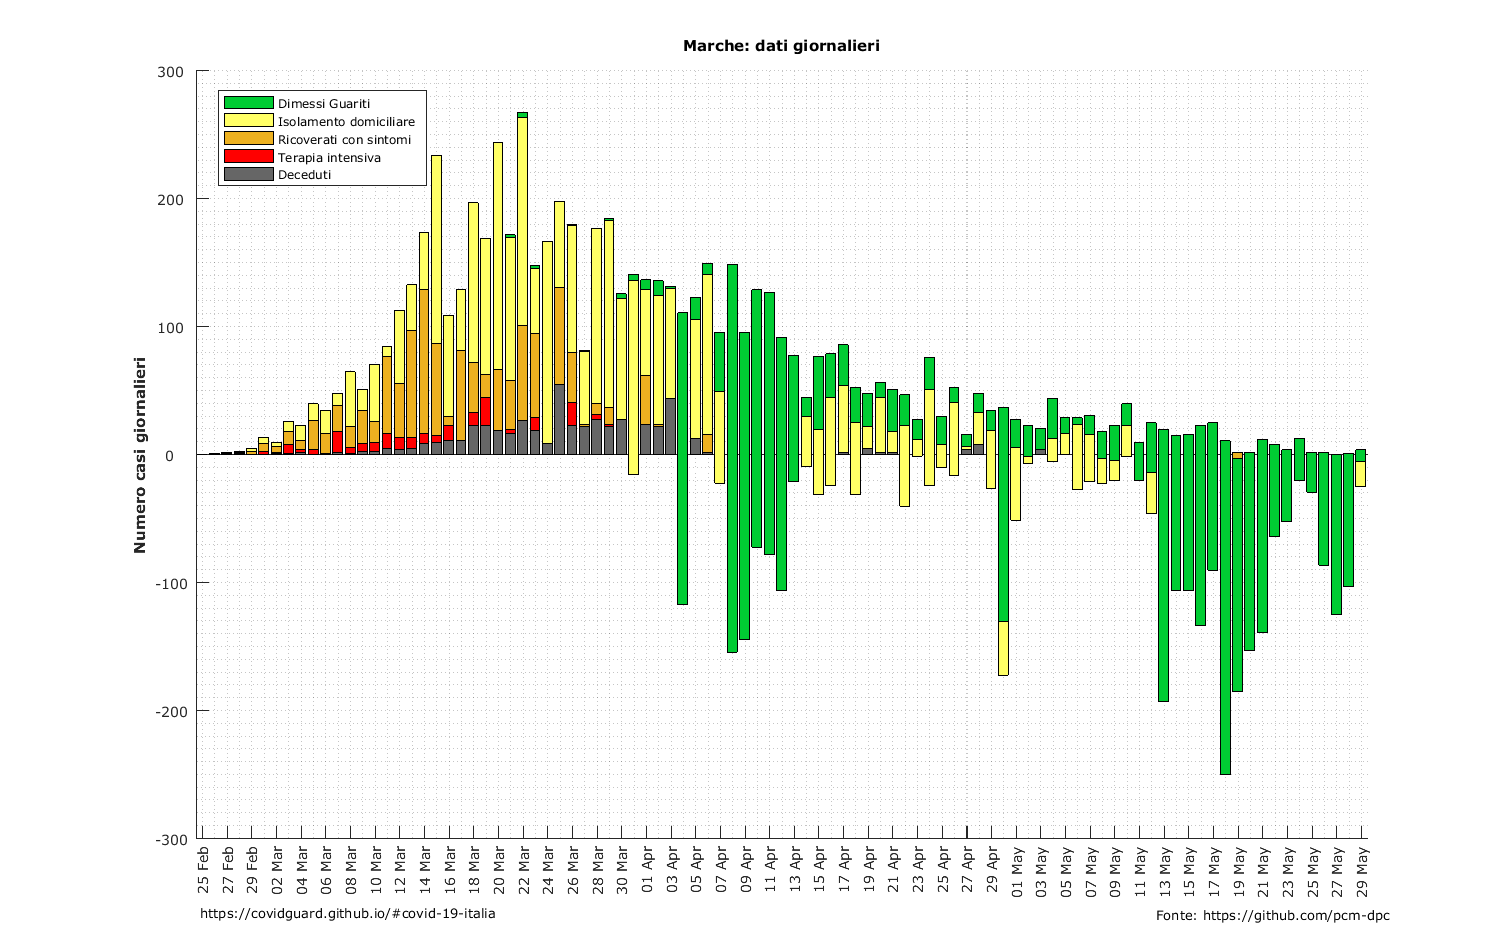 Marche: dati giornalieri
300
200
100
0
-100
-200
-300
Numero casi giornalieri
Dimessi Guariti
Isolamento domiciliare
Ricoverati con sintomi
Terapia intensiva
Deceduti
25 Feb
27 Feb
29 Feb
02 Mar
04 Mar
06 Mar
08 Mar
10 Mar
12 Mar
14 Mar
16 Mar
18 Mar
20 Mar
22 Mar
24 Mar
26 Mar
28 Mar
30 Mar
01 Apr
03 Apr
05 Apr
07 Apr
09 Apr
11 Apr
13 Apr
15 Apr
17 Apr
19 Apr
21 Apr
23 Apr
25 Apr
27 Apr
29 Apr
01 May
03 May
05 May
07 May
09 May
11 May
13 May
15 May
17 May
19 May
21 May
23 May
25 May
27 May
29 May
https://covidguard.github.io/#covid-19-italia
Fonte: https://github.com/pcm-dpc